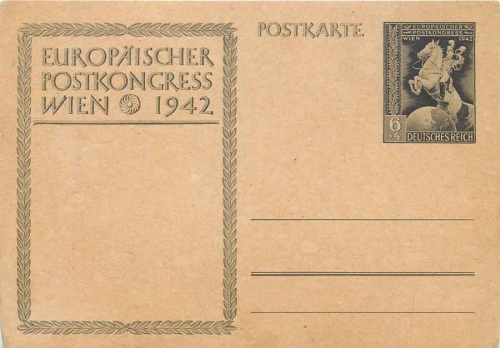 EUROPÄISCHER
POSTKONGRESS
WIEN 1942
POSTKARTE
EUROPÄISCHER
POSTKONGRESS
WIEN 1942
6
+4
DEUTSCHES REICH